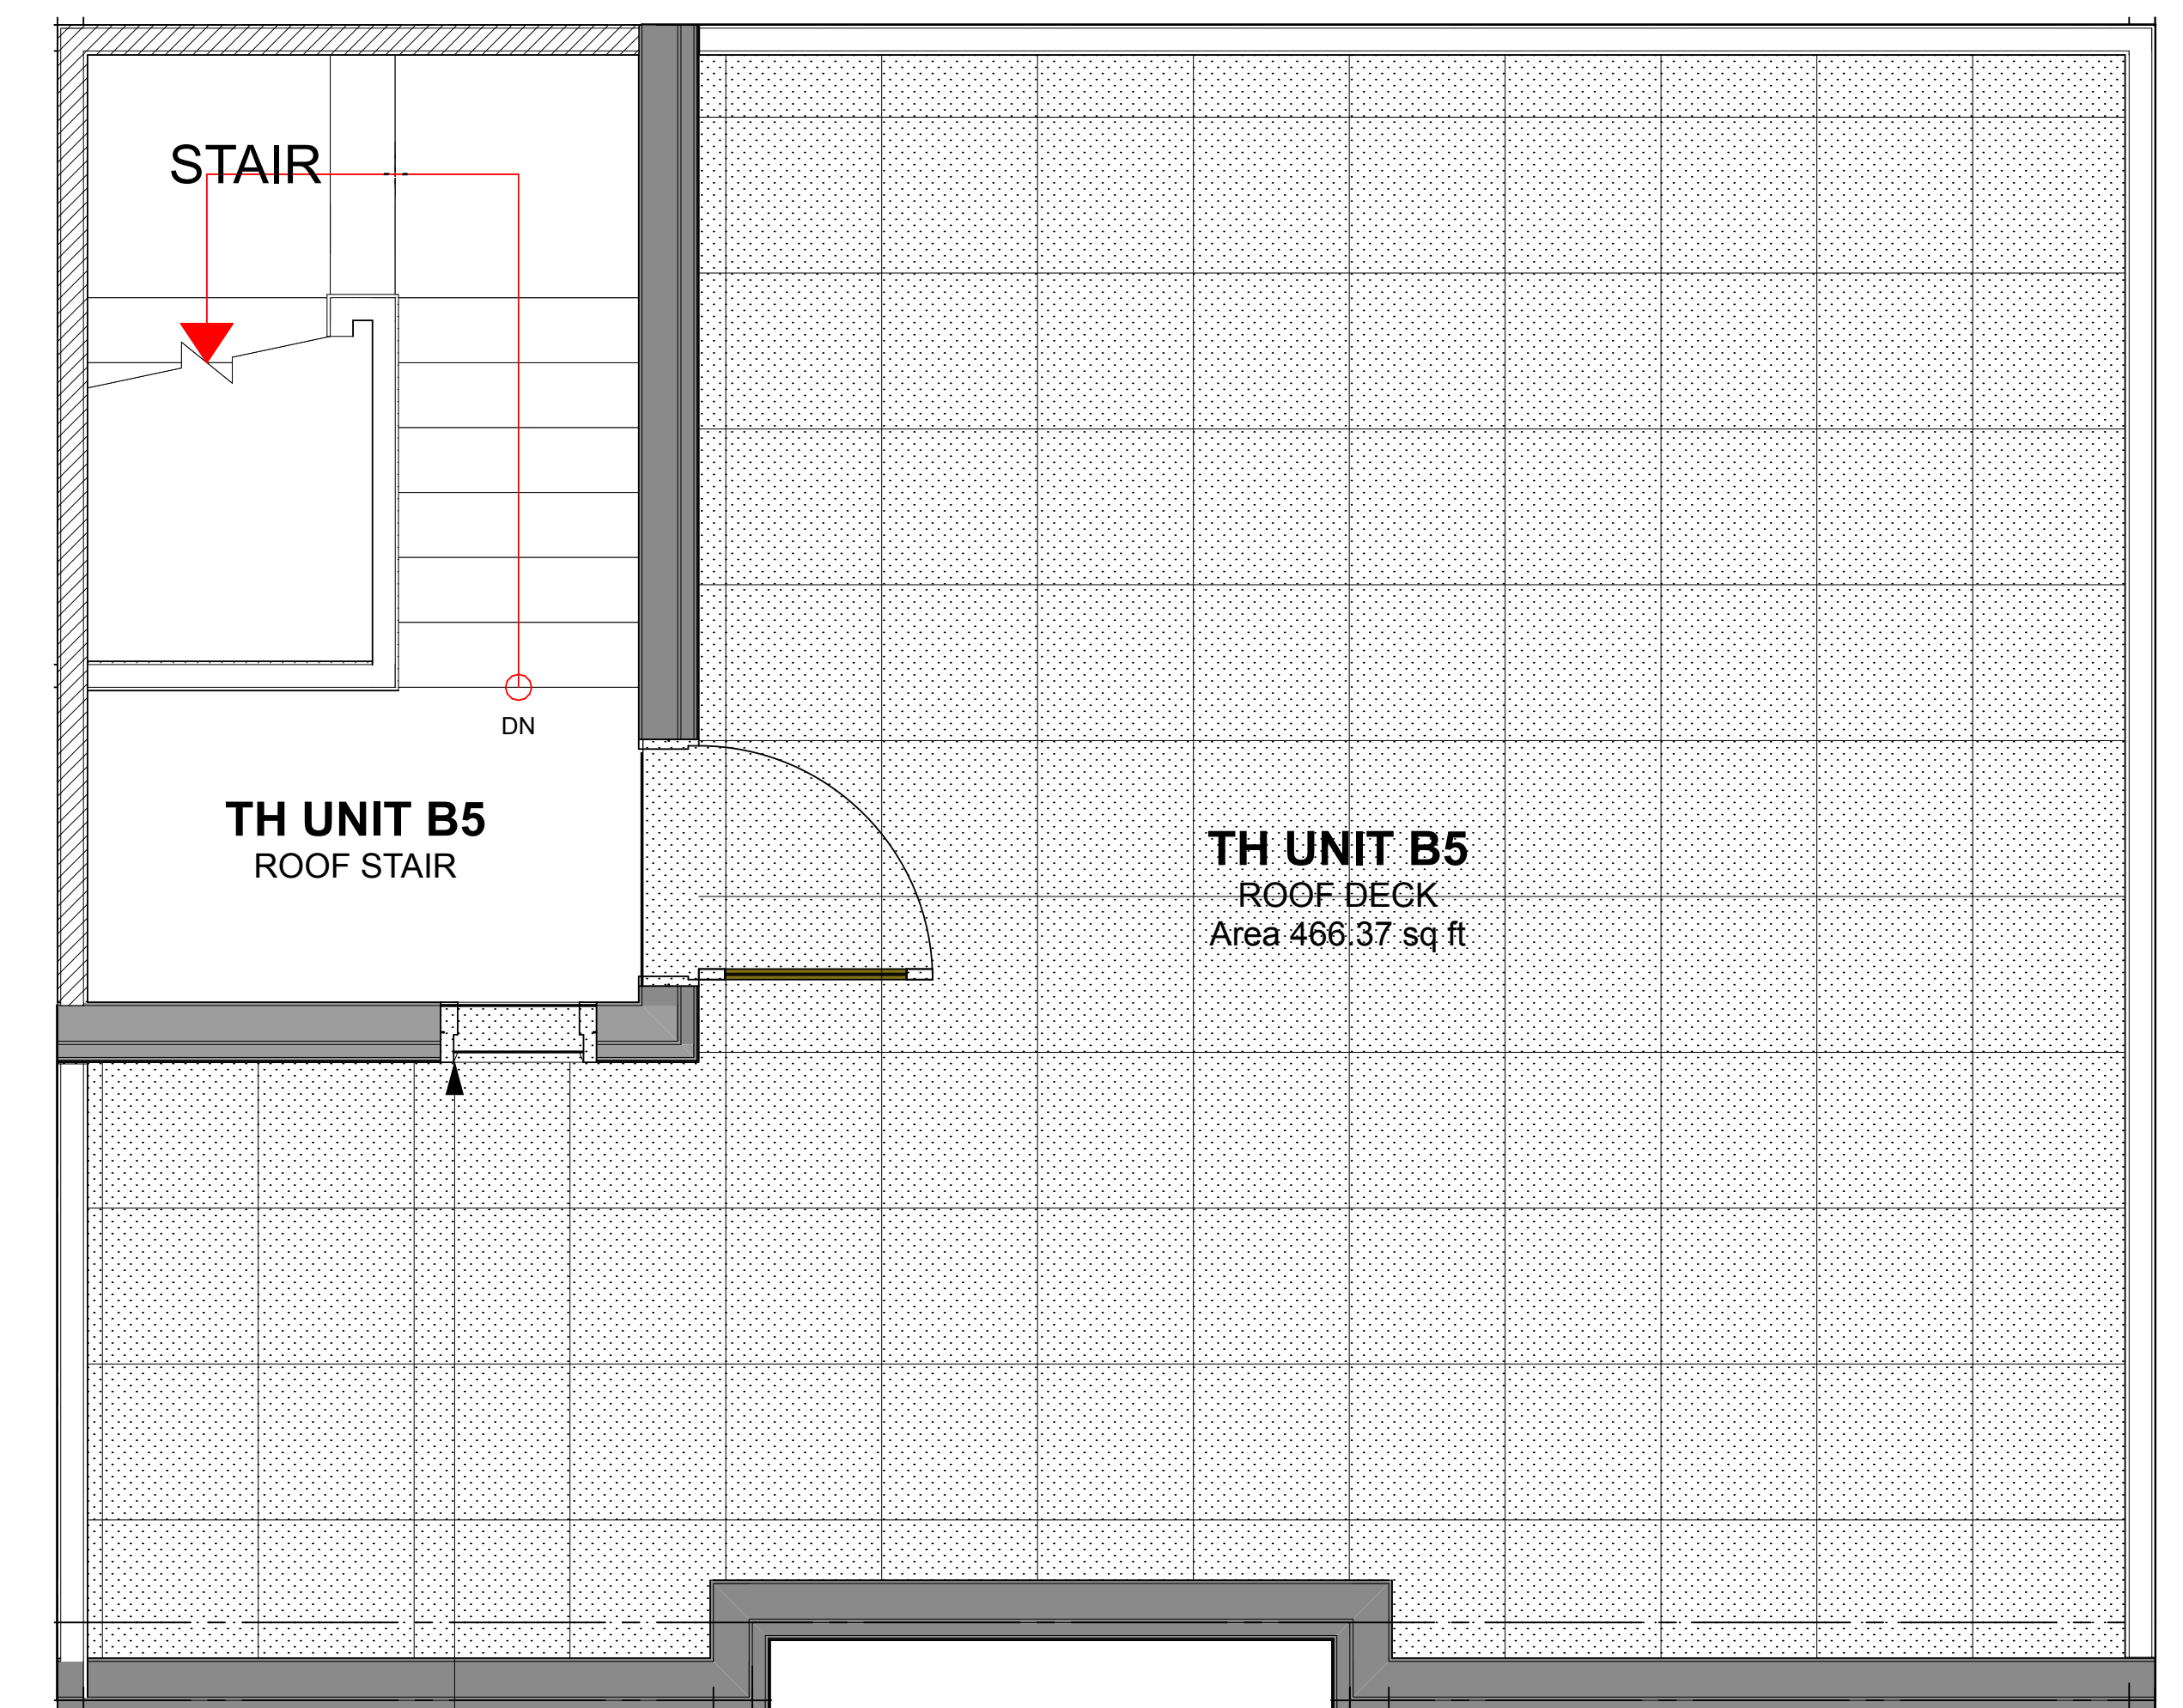 STAIR
DN
TH UNIT B5
ROOF STAIR
TH UNIT B5
ROOF DECK
Area 466.37 sq ft